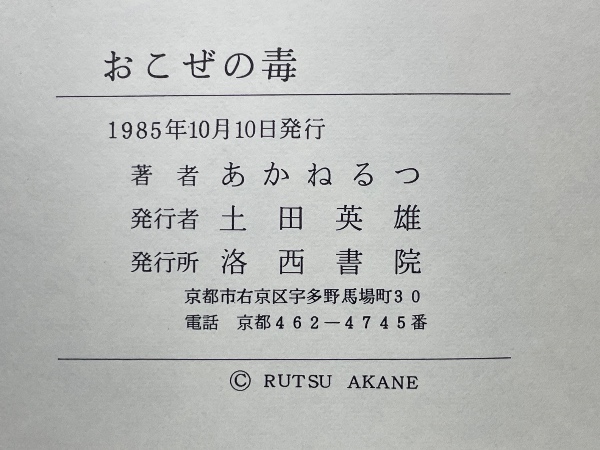 おこぜの毒
1985年10月10日発行
著者 あかねるつ
発行者 土田英雄
発行所 洛西書院
京都市右京区宇多野馬場町30
電話 京都462―4745番
© RUTSU AKANE